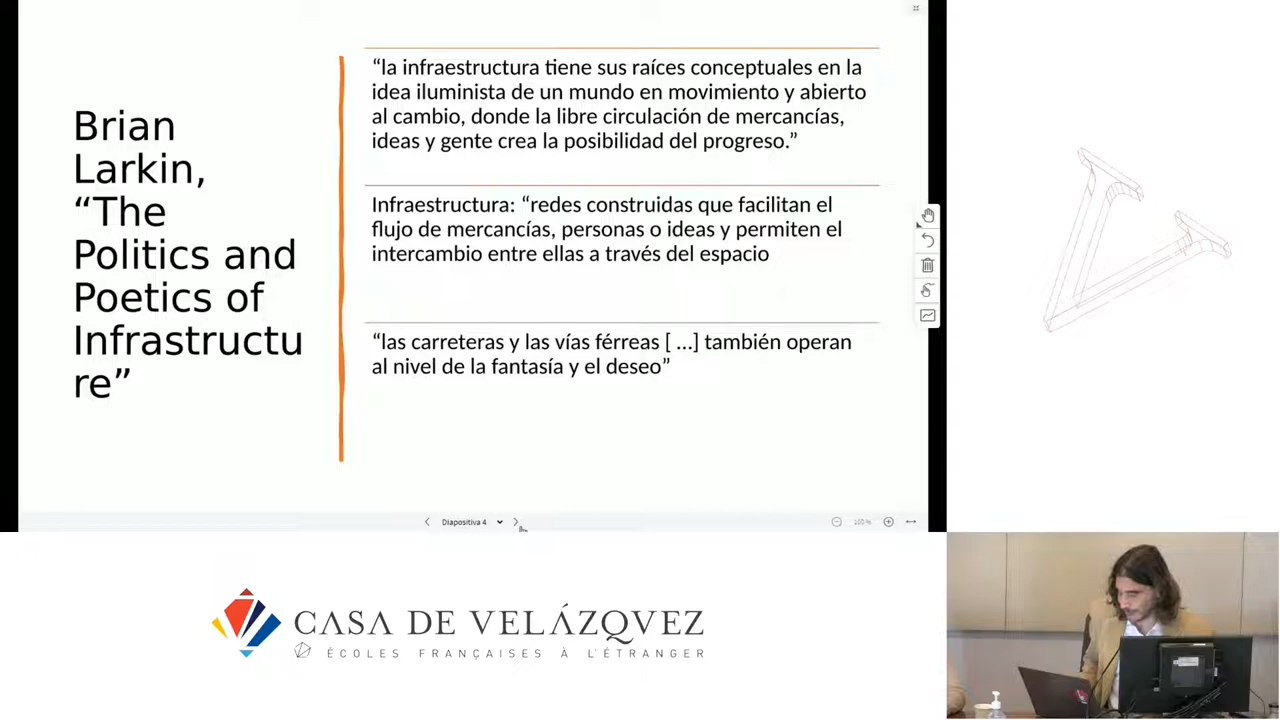 Brian
Larkin,
“The
Politics and
Poetics of
Infrastructu
re”
“la infraestructura tiene sus raíces conceptuales en la
idea iluminista de un mundo en movimiento y abierto
al cambio, donde la libre circulación de mercancías,
ideas y gente crea la posibilidad del progreso.”
Infraestructura: “redes construidas que facilitan el
flujo de mercancías, personas o ideas y permiten el
intercambio entre ellas a través del espacio
“las carreteras y las vías férreas [ ...] también operan
al nivel de la fantasía y el deseo”
Diapositiva 4
100 %
CASA DE VELÁZQVEZ
ÉCOLES FRANÇAISES À L'ÉTRANGER